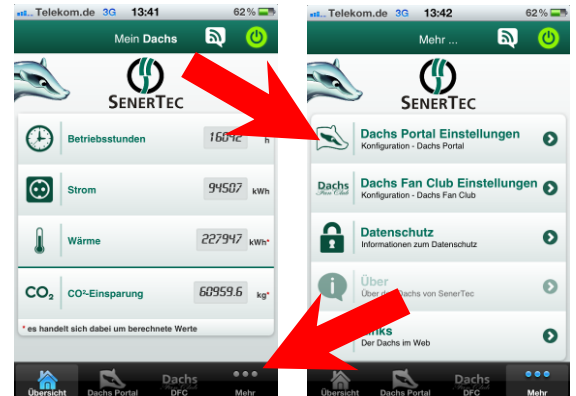 Telekom.de 3G 13:41 62%
Mein Dachs
SENERTEC
Betriebsstunden h
Strom 94507 kWh
Wärme 227947 kWh*
CO₂ CO²-Einsparung 60959.6 kg*
* es handelt sich dabei um berechnete Werte
Übersicht Dachs Portal Dachs DFC Mehr
Telekom.de 3G 13:42 62%
Mehr ...
SENERTEC
Dachs Portal Einstellungen
Konfiguration - Dachs Portal
Dachs Fan Club
Dachs Fan Club Einstellungen
Konfiguration - Dachs Fan Club
Datenschutz
Informationen zum Datenschutz
Über
Über den Dachs von SenerTec
Links
Der Dachs im Web
Übersicht Dachs Portal Dachs DFC Mehr